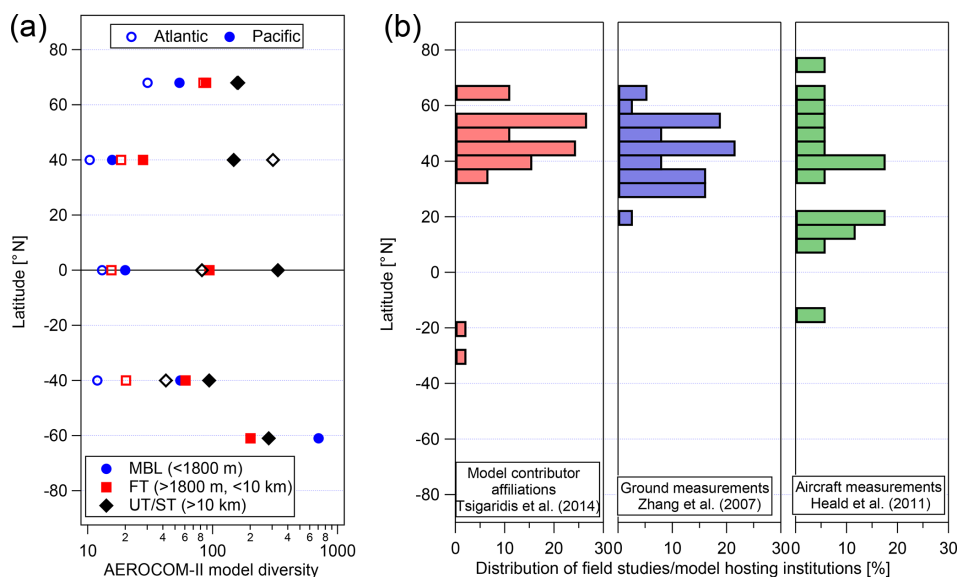 (a)
Atlantic Pacific
80
60
40
20
0
-20
-40
-60
-80
Latitude [°N]
MBL (<1800 m)
FT (>1800 m, <10 km)
UT/ST (>10 km)
10 2 4 6 8 100 2 4 6 8 1000
AEROCOM-II model diversity
(b)
80
60
40
20
0
-20
-40
-60
-80
Latitude [°N]
Model contributor
affiliations
Tsigaridis et al. (2014)
Ground measurements
Zhang et al. (2007)
Aircraft measurements
Heald et al. (2011)
0 10 20 30 0 10 20 30 0 10 20 30
Distribution of field studies/model hosting institutions [%]